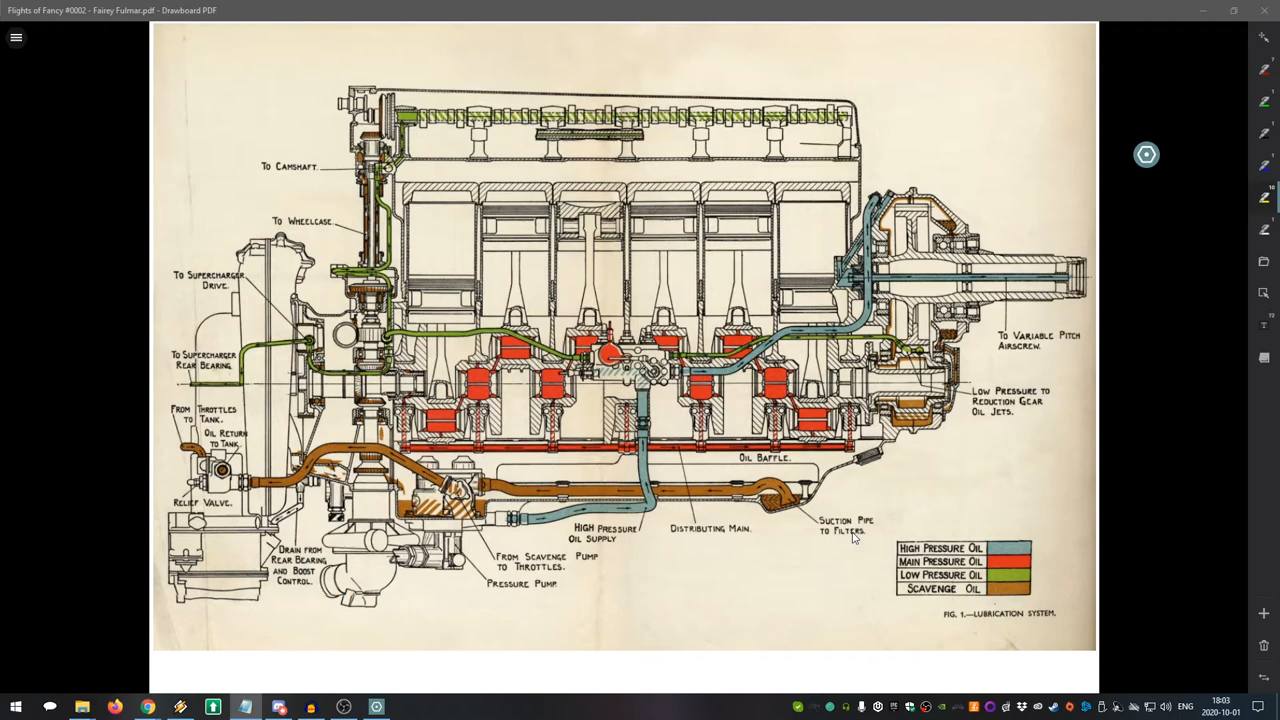 Flights of Fancy #0002 - Fairey Fulmar.pdf - Drawboard PDF
TO CAMSHAFT.
TO WHEELCASE.
TO SUPERCHARGER
DRIVE.
TO SUPERCHARGER
REAR BEARING.
FROM THROTTLES
TO TANK.
OIL RETURN
TO TANK.
RELIEF VALVE.
DRAIN FROM
REAR BEARING
AND BOOST
CONTROL.
HIGH PRESSURE
OIL SUPPLY
FROM SCAVENGE PUMP
TO THROTTLES.
PRESSURE PUMP.
DISTRIBUTING MAIN.
OIL BAFFLE.
SUCTION PIPE
TO FILTERS.
TO VARIABLE PITCH
AIRSCREW.
LOW PRESSURE TO
REDUCTION GEAR
OIL JETS.
HIGH PRESSURE OIL
MAIN PRESSURE OIL
LOW PRESSURE OIL
SCAVENGE OIL
FIG. 1.—LUBRICATION SYSTEM.
ENG
18:03
2020-10-01